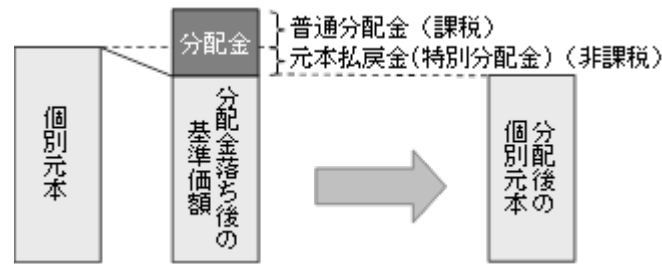 分配金
普通分配金（課税）
元本払戻金(特別分配金)（非課税）
個別元本
分配金落ち後の
基準価額
分配後の
個別元本